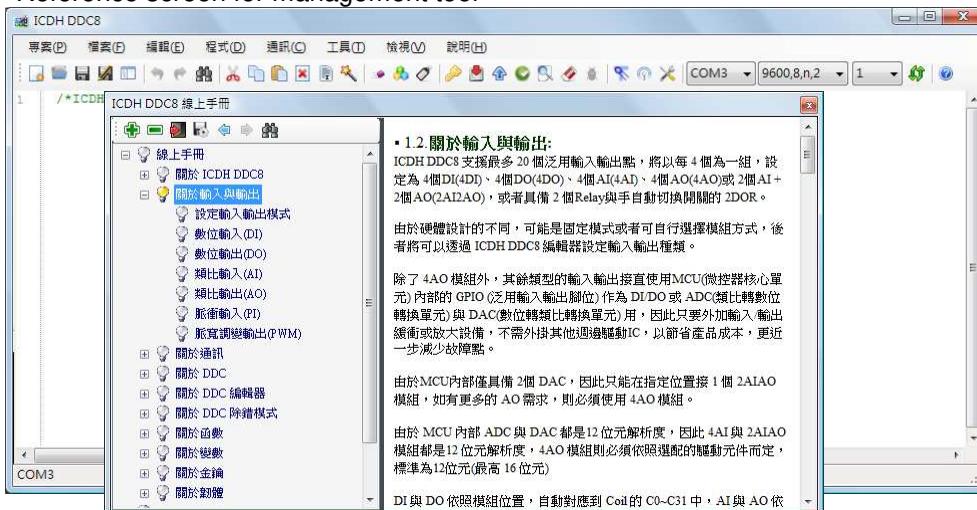 Reference screen for management tool
ICDH DDC8
專案(P) 檔案(F) 編輯(E) 程式(D) 通訊(C) 工具(T) 檢視(V) 說明(H)
COM3 9600,8,n,2 1
1 /*ICDH
ICDH DDC8 線上手冊
線上手冊
關於 ICDH DDC8
關於輸入與輸出
設定輸入輸出模式
數位輸入(DI)
數位輸出(DO)
類比輸入(AI)
類比輸出(AO)
脈衝輸入(PI)
脈寬調變輸出(PWM)
關於通訊
關於 DDC
關於 DDC 編輯器
關於 DDC 除錯模式
關於函數
關於變數
關於金鑰
關於韌體
▪ 1.2.關於輸入與輸出:
ICDH DDC8 支援最多 20 個泛用輸入輸出點，將以每 4 個為一組，設
定為 4個DI(4DI)、4個DO(4DO)、4個AI(4AI)、4個AO(4AO)或 2個AI+
2個AO(2AI2AO)，或者具備 2 個Relay與手自動切換開關的 2DOR。
由於硬體設計的不同，可能是固定模式或者可自行選擇模組方式，後
者將可以透過 ICDH DDC8 編輯器設定輸入輸出種類。
除了 4AO 模組外，其餘類型的輸入輸出接直使用MCU(微控器核心單
元) 內部的 GPIO (泛用輸入輸出腳位) 作為 DI/DO 或 ADC(類比轉數位
轉換單元) 與 DAC(數位轉類比轉換單元) 用，因此只要外加輸入/輸出
緩衝或放大設備，不需外掛其他週邊驅動IC，以節省產品成本，更近
一步減少故障點。
由於MCU內部僅具備 2個 DAC，因此只能在指定位置接 1 個 2AIAO
模組，如有更多的 AO 需求，則必須使用 4AO 模組。
由於 MCU 內部 ADC 與 DAC 都是12 位元解析度，因此 4AI 與 2AIAO
模組都是12 位元解析度，4AO 模組則必須依照選配的驅動元件而定，
標準為12位元(最高 16 位元)
DI 與 DO 依照模組位置，自動對應到 Coil 的 C0~C31 中，AI 與 AO 依
COM3